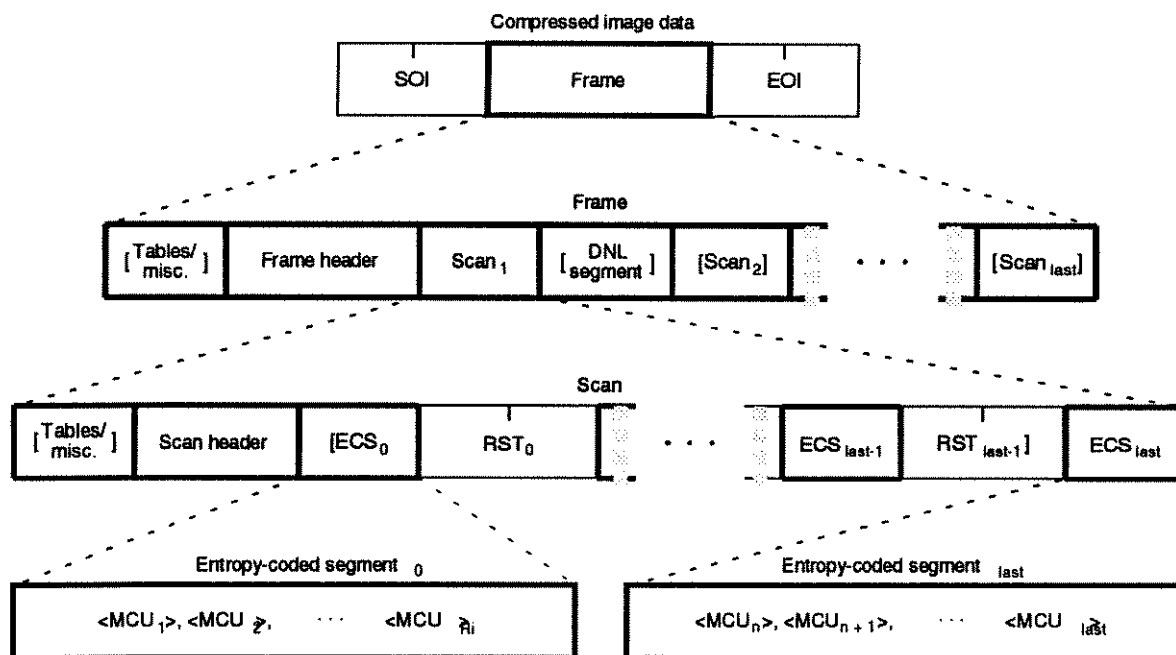 Compressed image data
SOI Frame EOI
Frame
[ Tables/ misc. ] Frame header Scan1 [ DNL segment ] [Scan2] · · · [Scanlast]
Scan
[ Tables/ misc. ] Scan header [ECS0 RST0 · · · ECSlast-1 RSTlast-1] ECSlast
Entropy-coded segment 0 Entropy-coded segment last
<MCU1>, <MCU2>, · · · <MCURi> <MCUn>, <MCUn + 1>, · · · <MCUlast>